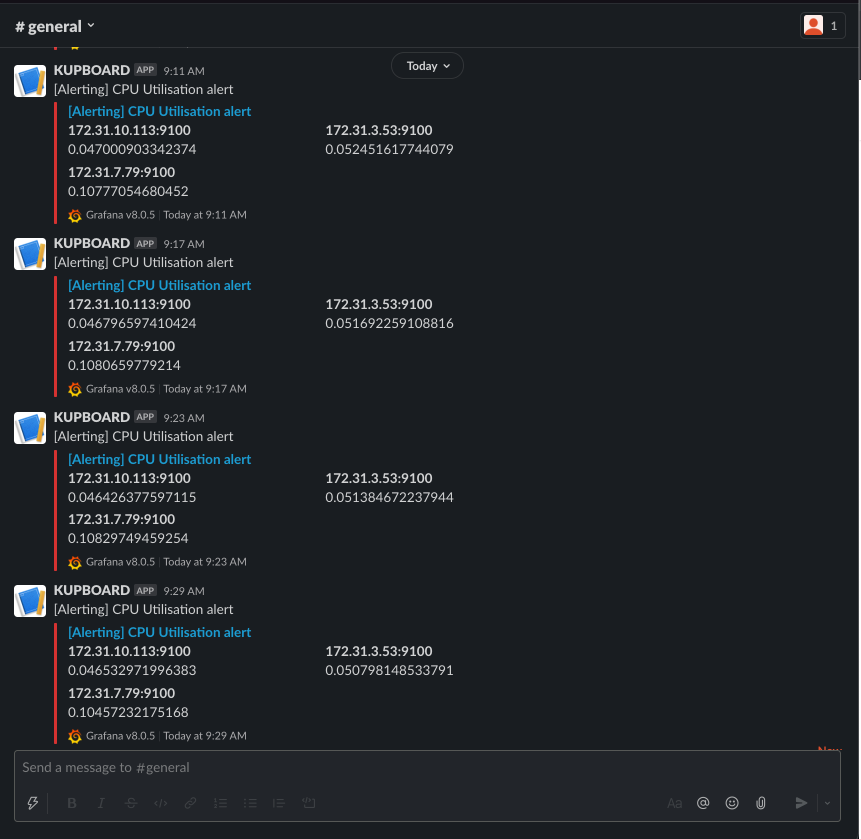 # general
1
Today
KUPBOARD APP 9:11 AM
[Alerting] CPU Utilisation alert
[Alerting] CPU Utilisation alert
172.31.10.113:9100 172.31.3.53:9100
0.047000903342374 0.052451617744079
172.31.7.79:9100
0.10777054680452
Grafana v8.0.5 | Today at 9:11 AM
KUPBOARD APP 9:17 AM
[Alerting] CPU Utilisation alert
[Alerting] CPU Utilisation alert
172.31.10.113:9100 172.31.3.53:9100
0.046796597410424 0.051692259108816
172.31.7.79:9100
0.1080659779214
Grafana v8.0.5 | Today at 9:17 AM
KUPBOARD APP 9:23 AM
[Alerting] CPU Utilisation alert
[Alerting] CPU Utilisation alert
172.31.10.113:9100 172.31.3.53:9100
0.046426377597115 0.051384672237944
172.31.7.79:9100
0.10829749459254
Grafana v8.0.5 | Today at 9:23 AM
KUPBOARD APP 9:29 AM
[Alerting] CPU Utilisation alert
[Alerting] CPU Utilisation alert
172.31.10.113:9100 172.31.3.53:9100
0.046532971996383 0.050798148533791
172.31.7.79:9100
0.10457232175168
Grafana v8.0.5 | Today at 9:29 AM
Send a message to #general
B I S Aa @